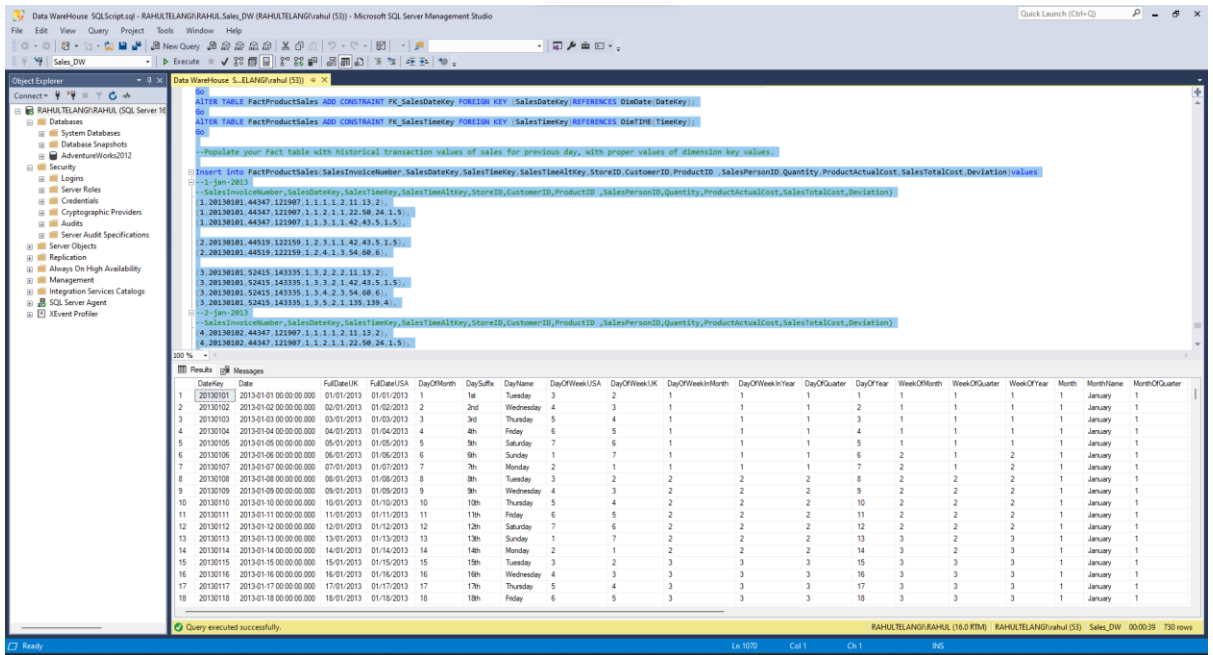 Data WareHouse SQLScript.sql - RAHULTELANGI\RAHUL.Sales_DW (RAHULTELANGI\rahul (53)) - Microsoft SQL Server Management Studio
Quick Launch (Ctrl+Q)
File Edit View Query Project Tools Window Help
New Query
Sales_DW Execute
Object Explorer
Data WareHouse S...ELANGI\rahul (53))
Connect
RAHULTELANGI\RAHUL (SQL Server 16
Databases
System Databases
Database Snapshots
AdventureWorks2012
Security
Logins
Server Roles
Credentials
Cryptographic Providers
Audits
Server Audit Specifications
Server Objects
Replication
Always On High Availability
Management
Integration Services Catalogs
SQL Server Agent
XEvent Profiler
Go
AlTER TABLE FactProductSales ADD CONSTRAINT FK_SalesDateKey FOREIGN KEY (SalesDateKey)REFERENCES DimDate(DateKey);
Go
AlTER TABLE FactProductSales ADD CONSTRAINT FK_SalesTimeKey FOREIGN KEY (SalesTimeKey)REFERENCES DimTIME(TimeKey);
Go
--Populate your Fact table with historical transaction values of sales for previous day, with proper values of dimension key values.
Insert into FactProductSales(SalesInvoiceNumber,SalesDateKey,SalesTimeKey,SalesTimeAltKey,StoreID,CustomerID,ProductID ,SalesPersonID,Quantity,ProductActualCost,SalesTotalCost,Deviation)values
--1-jan-2013
--SalesInvoiceNumber,SalesDateKey,SalesTimeKey,SalesTimeAltKey,StoreID,CustomerID,ProductID ,SalesPersonID,Quantity,ProductActualCost,SalesTotalCost,Deviation)
(1,20130101,44347,121907,1,1,1,1,2,11,13,2),
(1,20130101,44347,121907,1,1,2,1,1,22.50,24,1.5),
(1,20130101,44347,121907,1,1,3,1,1,42,43.5,1.5),
(2,20130101,44519,122159,1,2,3,1,1,42,43.5,1.5),
(2,20130101,44519,122159,1,2,4,1,3,54,60,6),
(3,20130101,52415,143335,1,3,2,2,2,11,13,2),
(3,20130101,52415,143335,1,3,3,2,1,42,43.5,1.5),
(3,20130101,52415,143335,1,3,4,2,3,54,60,6),
(3,20130101,52415,143335,1,3,5,2,1,135,139,4),
--2-jan-2013
--SalesInvoiceNumber,SalesDateKey,SalesTimeKey,SalesTimeAltKey,StoreID,CustomerID,ProductID ,SalesPersonID,Quantity,ProductActualCost,SalesTotalCost,Deviation)
(4,20130102,44347,121907,1,1,1,1,2,11,13,2),
(4,20130102,44347,121907,1,1,2,1,1,22.50,24,1.5),
100 %
Results Messages
DateKey Date FullDateUK FullDateUSA DayOfMonth DaySuffix DayName DayOfWeekUSA DayOfWeekUK DayOfWeekInMonth DayOfWeekInYear DayOfQuarter DayOfYear WeekOfMonth WeekOfQuarter WeekOfYear Month MonthName MonthOfQuarter
1 20130101 2013-01-01 00:00:00.000 01/01/2013 01/01/2013 1 1st Tuesday 3 2 1 1 1 1 1 1 1 1 January 1
2 20130102 2013-01-02 00:00:00.000 02/01/2013 01/02/2013 2 2nd Wednesday 4 3 1 1 1 2 1 1 1 1 January 1
3 20130103 2013-01-03 00:00:00.000 03/01/2013 01/03/2013 3 3rd Thursday 5 4 1 1 1 3 1 1 1 1 January 1
4 20130104 2013-01-04 00:00:00.000 04/01/2013 01/04/2013 4 4th Friday 6 5 1 1 1 4 1 1 1 1 January 1
5 20130105 2013-01-05 00:00:00.000 05/01/2013 01/05/2013 5 5th Saturday 7 6 1 1 1 5 1 1 1 1 January 1
6 20130106 2013-01-06 00:00:00.000 06/01/2013 01/06/2013 6 6th Sunday 1 7 1 1 1 6 2 1 2 1 January 1
7 20130107 2013-01-07 00:00:00.000 07/01/2013 01/07/2013 7 7th Monday 2 1 1 1 1 7 2 1 2 1 January 1
8 20130108 2013-01-08 00:00:00.000 08/01/2013 01/08/2013 8 8th Tuesday 3 2 2 2 2 8 2 2 2 1 January 1
9 20130109 2013-01-09 00:00:00.000 09/01/2013 01/09/2013 9 9th Wednesday 4 3 2 2 2 9 2 2 2 1 January 1
10 20130110 2013-01-10 00:00:00.000 10/01/2013 01/10/2013 10 10th Thursday 5 4 2 2 2 10 2 2 2 1 January 1
11 20130111 2013-01-11 00:00:00.000 11/01/2013 01/11/2013 11 11th Friday 6 5 2 2 2 11 2 2 2 1 January 1
12 20130112 2013-01-12 00:00:00.000 12/01/2013 01/12/2013 12 12th Saturday 7 6 2 2 2 12 2 2 2 1 January 1
13 20130113 2013-01-13 00:00:00.000 13/01/2013 01/13/2013 13 13th Sunday 1 7 2 2 2 13 3 2 3 1 January 1
14 20130114 2013-01-14 00:00:00.000 14/01/2013 01/14/2013 14 14th Monday 2 1 2 2 2 14 3 2 3 1 January 1
15 20130115 2013-01-15 00:00:00.000 15/01/2013 01/15/2013 15 15th Tuesday 3 2 3 3 3 15 3 3 3 1 January 1
16 20130116 2013-01-16 00:00:00.000 16/01/2013 01/16/2013 16 16th Wednesday 4 3 3 3 3 16 3 3 3 1 January 1
17 20130117 2013-01-17 00:00:00.000 17/01/2013 01/17/2013 17 17th Thursday 5 4 3 3 3 17 3 3 3 1 January 1
18 20130118 2013-01-18 00:00:00.000 18/01/2013 01/18/2013 18 18th Friday 6 5 3 3 3 18 3 3 3 1 January 1
Query executed successfully. RAHULTELANGI\RAHUL (16.0 RTM) RAHULTELANGI\rahul (53) Sales_DW 00:00:39 730 rows
Ready Ln 1070 Col 1 Ch 1 INS